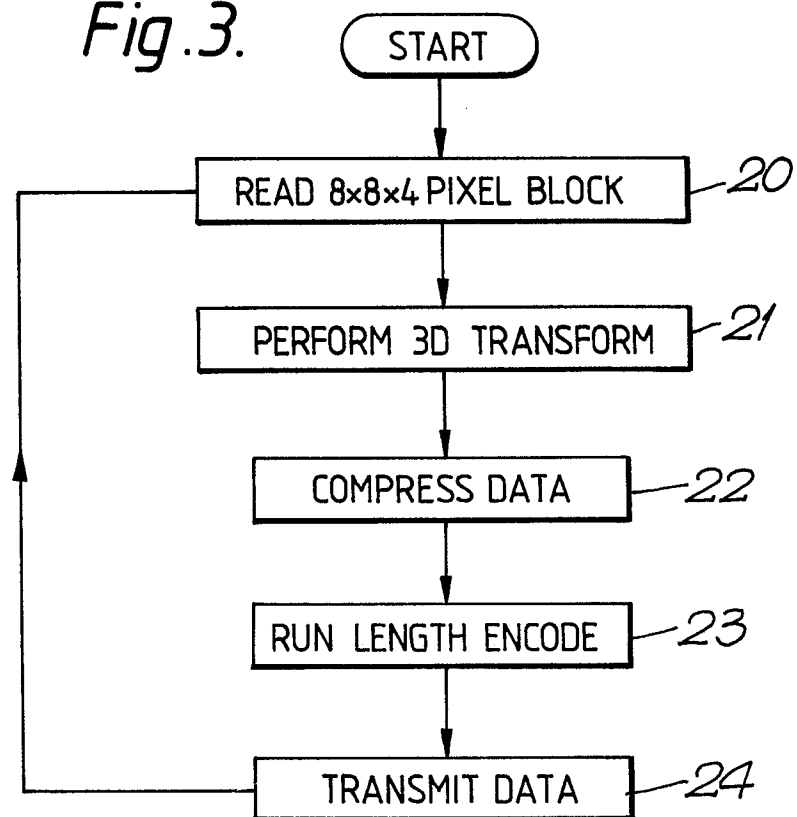 Fig.3.
START
READ 8×8×4 PIXEL BLOCK 20
PERFORM 3D TRANSFORM 21
COMPRESS DATA 22
RUN LENGTH ENCODE 23
TRANSMIT DATA 24